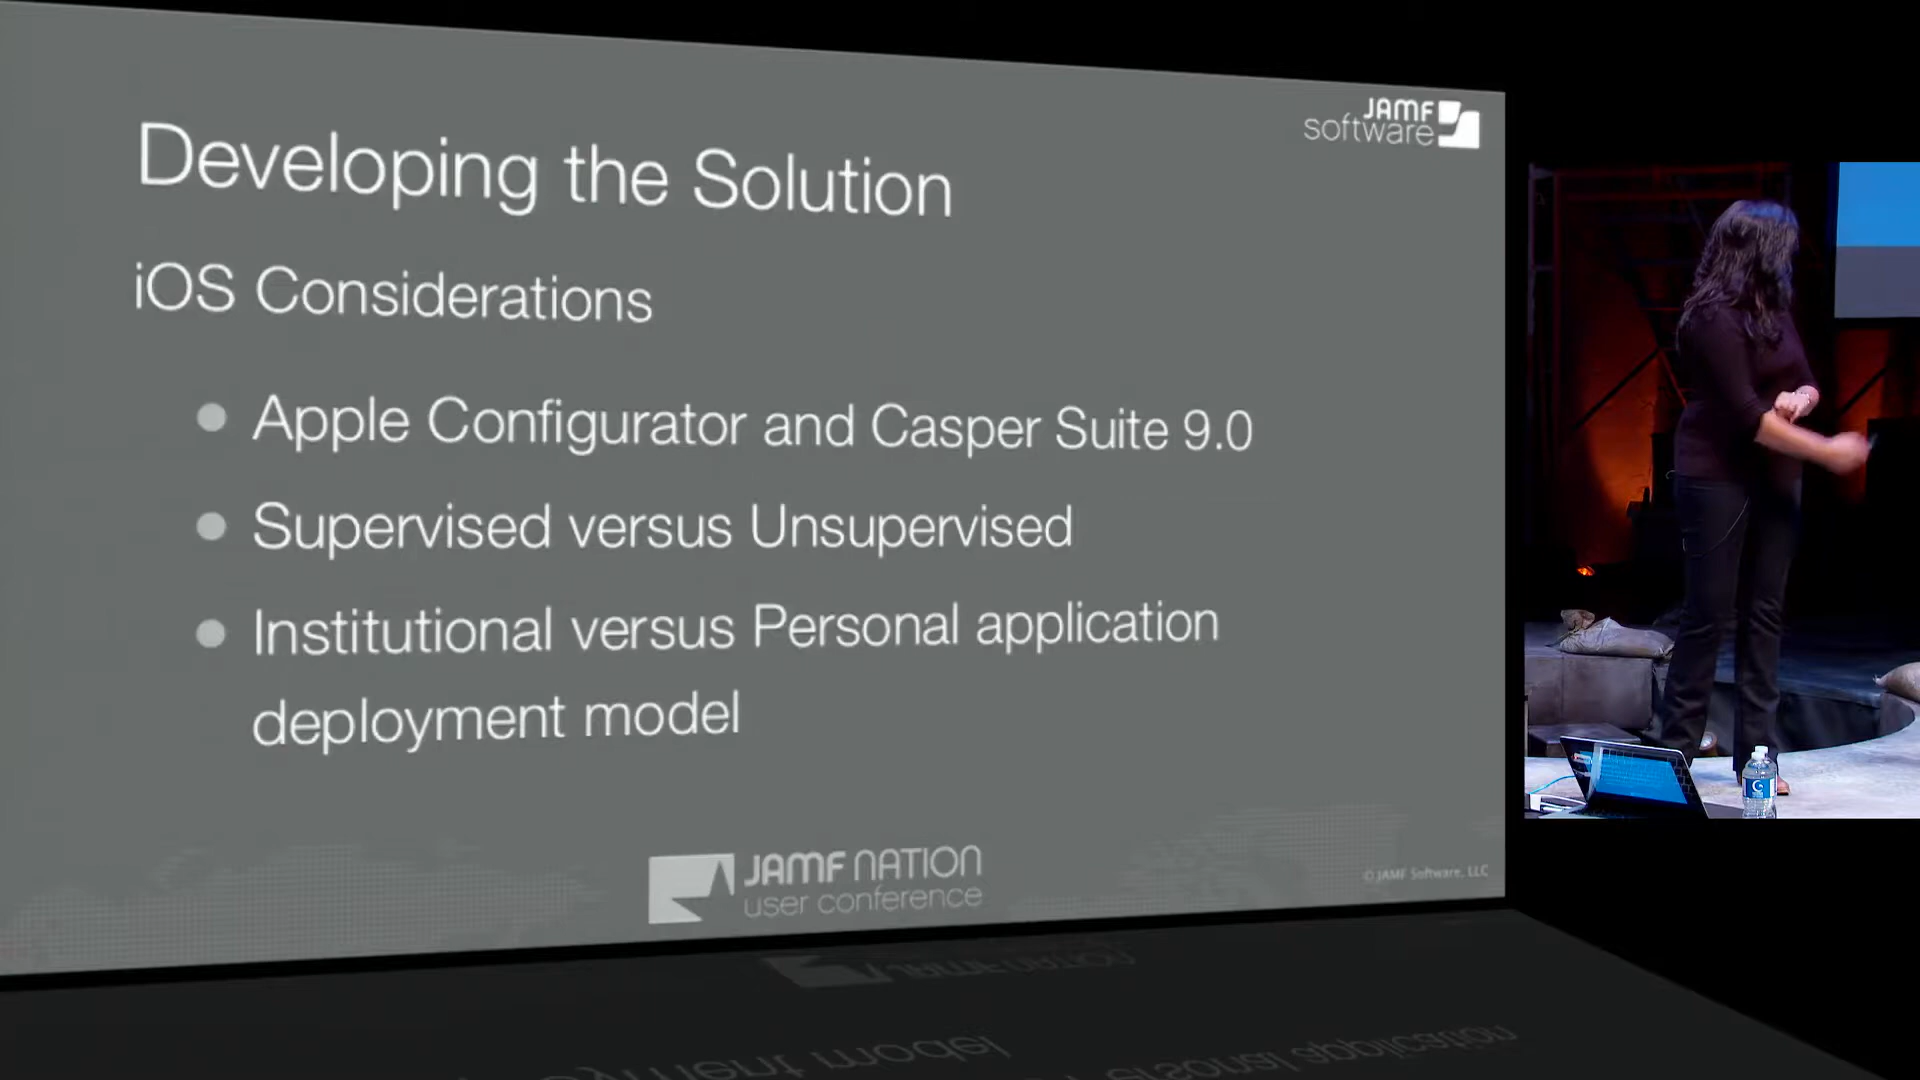 JAMF
software
Developing the Solution
iOS Considerations
Apple Configurator and Casper Suite 9.0
Supervised versus Unsupervised
Institutional versus Personal application
deployment model
JAMF NATION
user conference
© JAMF Software, LLC